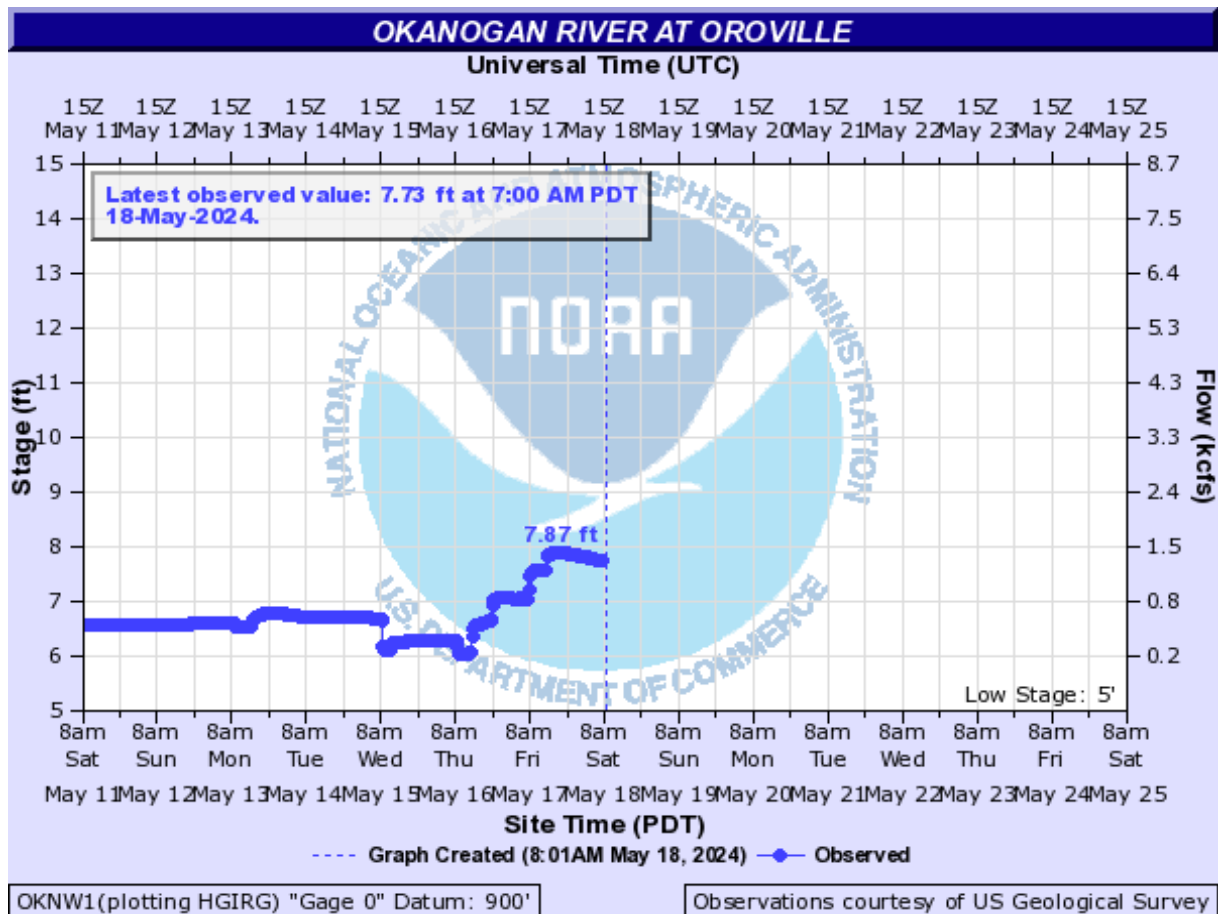 OKANOGAN RIVER AT OROVILLE
Universal Time (UTC)
15Z 15Z 15Z 15Z 15Z 15Z 15Z 15Z 15Z 15Z 15Z 15Z 15Z 15Z 15Z
May 11 May 12 May 13 May 14 May 15 May 16 May 17 May 18 May 19 May 20 May 21 May 22 May 23 May 24 May 25
Latest observed value: 7.73 ft at 7:00 AM PDT
18-May-2024.
NATIONAL OCEANIC AND ATMOSPHERIC ADMINISTRATION
NOAA
U.S. DEPARTMENT OF COMMERCE
Stage (ft)
15
14
13
12
11
10
9
8
7
6
5
7.87 ft
Flow (kcfs)
8.7
7.5
6.4
5.3
4.3
3.3
2.4
1.5
0.8
0.2
Low Stage: 5'
8am 8am 8am 8am 8am 8am 8am 8am 8am 8am 8am 8am 8am 8am 8am
Sat Sun Mon Tue Wed Thu Fri Sat Sun Mon Tue Wed Thu Fri Sat
May 11 May 12 May 13 May 14 May 15 May 16 May 17 May 18 May 19 May 20 May 21 May 22 May 23 May 24 May 25
Site Time (PDT)
Graph Created (8:01AM May 18, 2024) Observed
OKNW1(plotting HGIRG) "Gage 0" Datum: 900'
Observations courtesy of US Geological Survey